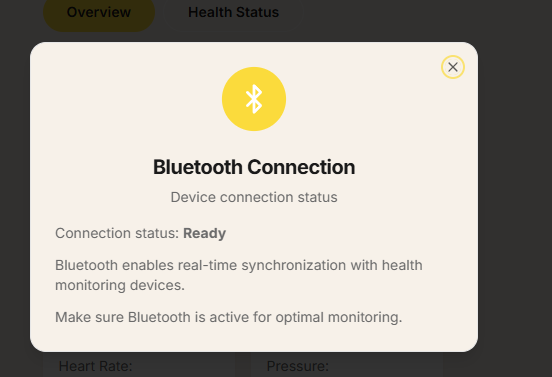 Overview
Health Status
Bluetooth Connection
Device connection status
Connection status: Ready
Bluetooth enables real-time synchronization with health
monitoring devices.
Make sure Bluetooth is active for optimal monitoring.
Heart Rate:
Pressure: